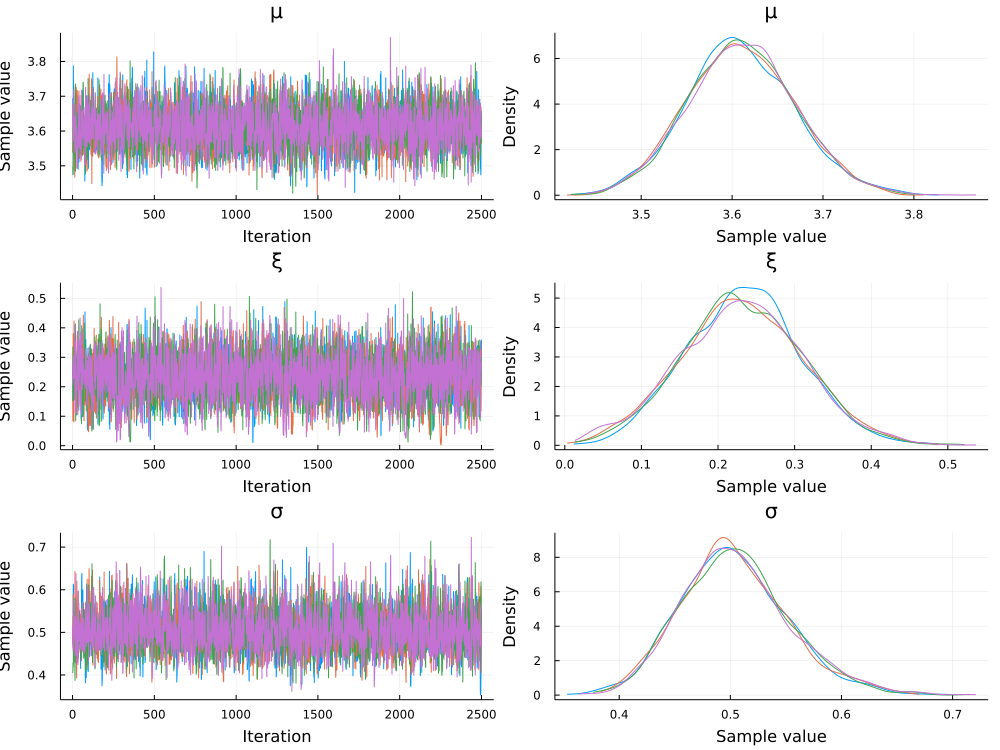 μ
Sample value
3.8
3.7
3.6
3.5
0 500 1000 1500 2000 2500
Iteration
μ
Density
6
4
2
0
3.5 3.6 3.7 3.8
Sample value
ξ
Sample value
0.5
0.4
0.3
0.2
0.1
0.0
0 500 1000 1500 2000 2500
Iteration
ξ
Density
5
4
3
2
1
0
0.0 0.1 0.2 0.3 0.4 0.5
Sample value
σ
Sample value
0.7
0.6
0.5
0.4
0 500 1000 1500 2000 2500
Iteration
σ
Density
8
6
4
2
0
0.4 0.5 0.6 0.7
Sample value